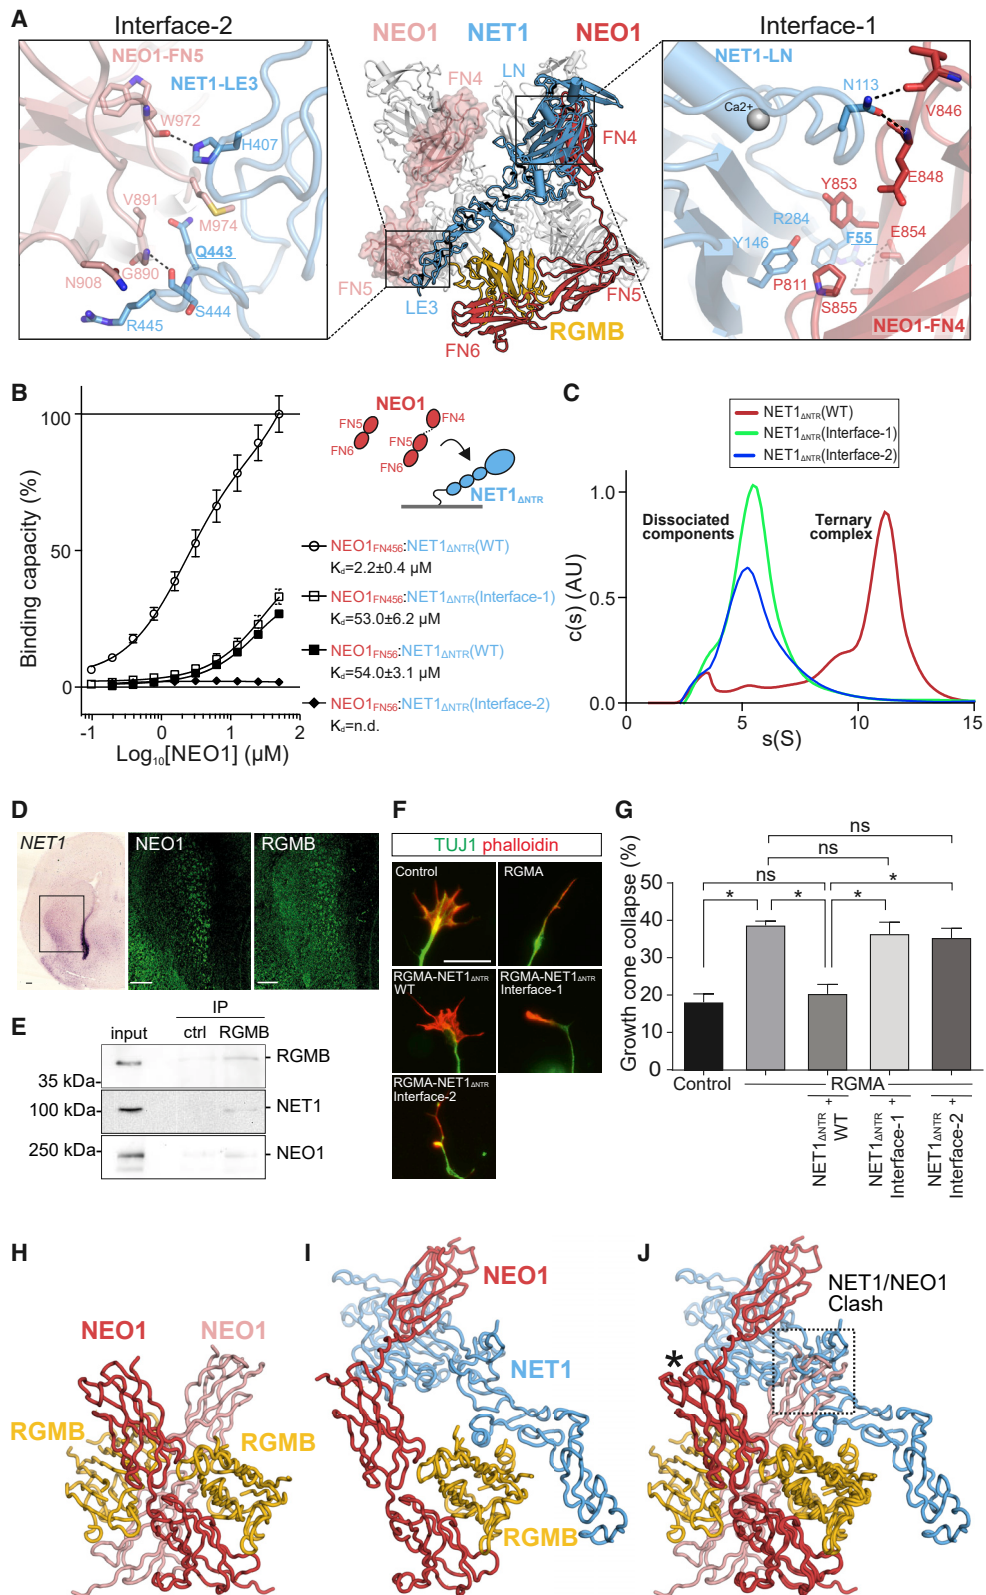 A
Interface-2
NEO1-FN5
NET1-LE3
W972
H407
V891
M974
Q443
G890
N908
S444
R445
NEO1
NET1
NEO1
FN4
LN
FN4
FN5
LE3
FN5
RGMB
FN6
Interface-1
NET1-LN
N113
Ca2+
V846
E848
Y853
R284
F55
E854
Y146
P811
S855
NEO1-FN4
B
Binding capacity (%)
100
50
0
-1
0
1
2
Log10[NEO1] (µM)
NEO1
FN5
FN6
FN4
FN5
FN6
NET1ΔNTR
NEO1FN456:NET1ΔNTR(WT)
Kd=2.2±0.4 µM
NEO1FN456:NET1ΔNTR(Interface-1)
Kd=53.0±6.2 µM
NEO1FN56:NET1ΔNTR(WT)
Kd=54.0±3.1 µM
NEO1FN56:NET1ΔNTR(Interface-2)
Kd=n.d.
C
NET1ΔNTR(WT)
NET1ΔNTR(Interface-1)
NET1ΔNTR(Interface-2)
c(s) (AU)
1.0
0.5
0.0
Dissociated
components
Ternary
complex
0
5
10
15
s(S)
D
NET1
NEO1
RGMB
E
IP
input
ctrl
RGMB
35 kDa
RGMB
100 kDa
NET1
250 kDa
NEO1
F
TUJ1 phalloidin
Control
RGMA
RGMA-NET1ΔNTR
WT
RGMA-NET1ΔNTR
Interface-1
RGMA-NET1ΔNTR
Interface-2
G
Growth cone collapse (%)
50
40
30
20
10
0
ns
ns
ns
*
*
*
*
Control
RGMA
+
NET1ΔNTR
WT
+
NET1ΔNTR
Interface-1
+
NET1ΔNTR
Interface-2
H
NEO1
NEO1
RGMB
RGMB
I
NEO1
NET1
RGMB
J
NET1/NEO1
Clash
*